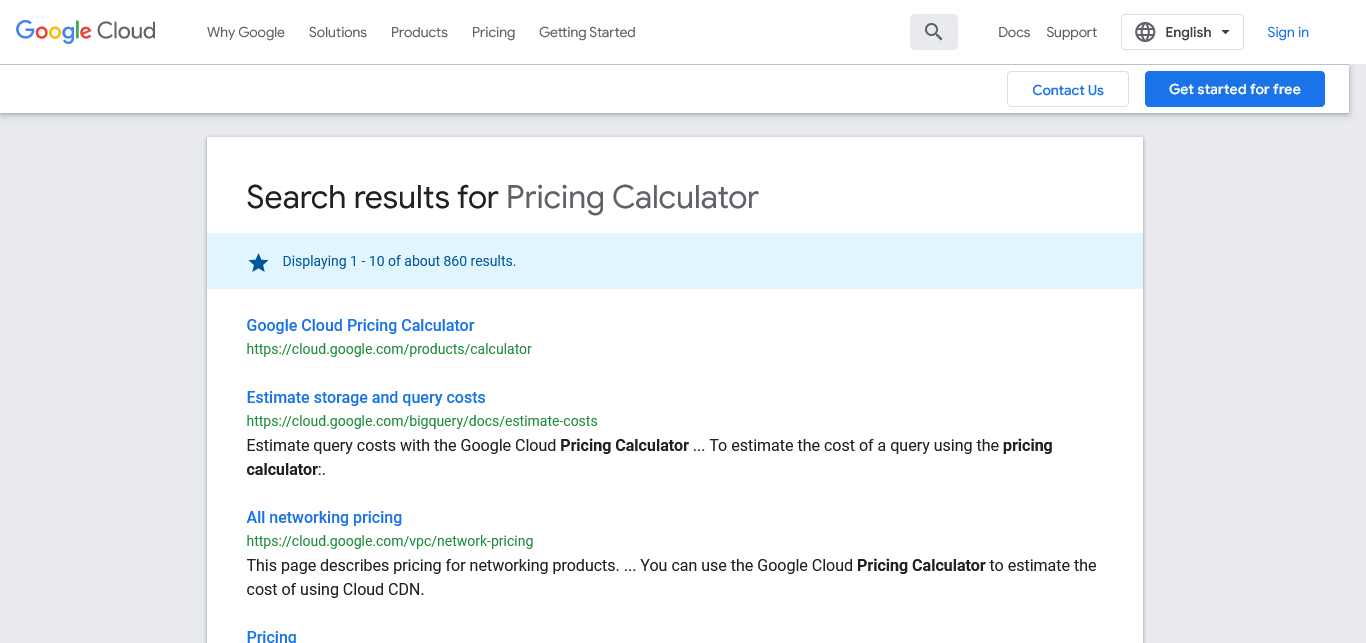 Google Cloud
Why Google
Solutions
Products
Pricing
Getting Started
Docs
Support
English
Sign in
Contact Us
Get started for free
Search results for Pricing Calculator
Displaying 1 - 10 of about 860 results.
Google Cloud Pricing Calculator
https://cloud.google.com/products/calculator
Estimate storage and query costs
https://cloud.google.com/bigquery/docs/estimate-costs
Estimate query costs with the Google Cloud Pricing Calculator ... To estimate the cost of a query using the pricing
calculator:.
All networking pricing
https://cloud.google.com/vpc/network-pricing
This page describes pricing for networking products. ... You can use the Google Cloud Pricing Calculator to estimate the
cost of using Cloud CDN.
Pricing